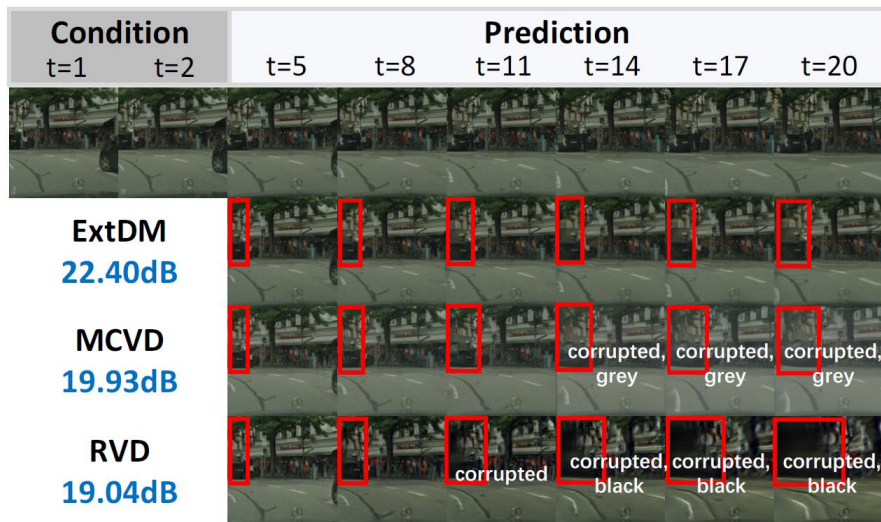 Condition Prediction
t=1 t=2 t=5 t=8 t=11 t=14 t=17 t=20
ExtDM
22.40dB
MCVD
19.93dB
corrupted, corrupted, corrupted,
grey grey grey
RVD
19.04dB
corrupted corrupted, corrupted, corrupted,
black black black